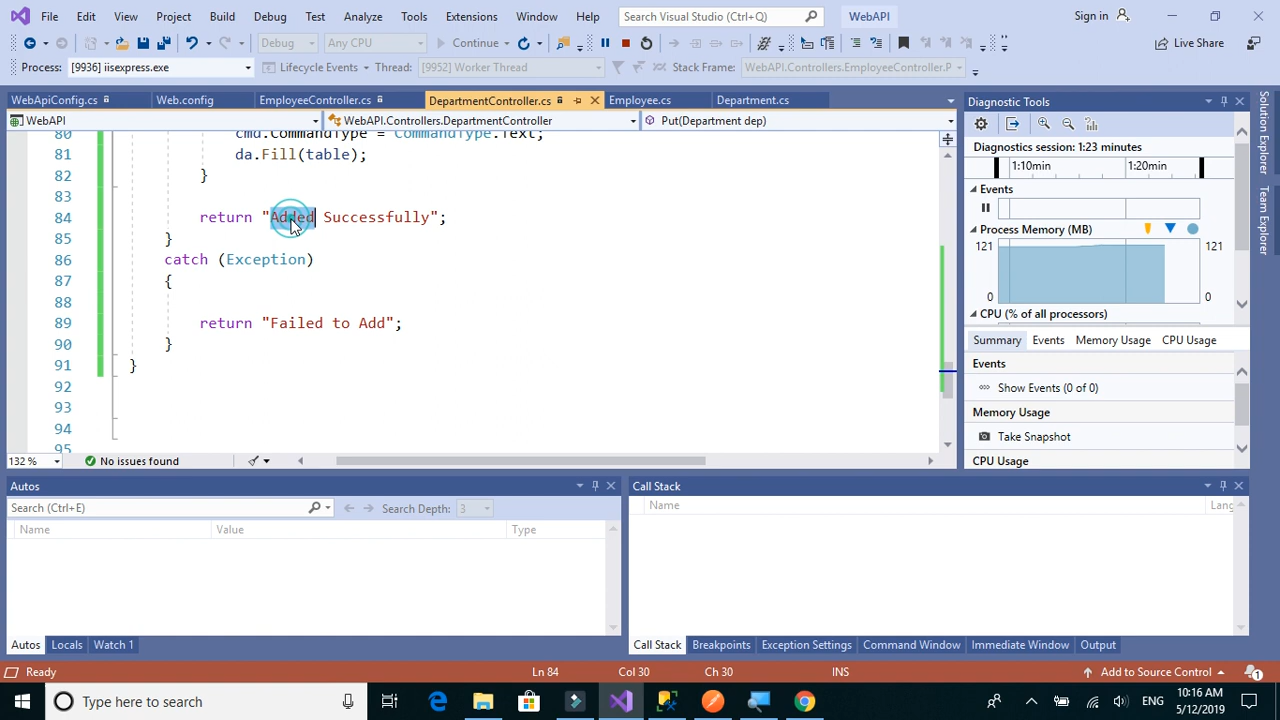 File Edit View Project Build Debug Test Analyze Tools Extensions Window Help Search Visual Studio (Ctrl+Q) WebAPI Sign in
Debug Any CPU Continue Live Share
Process: [9936] iisexpress.exe Lifecycle Events Thread: [9952] Worker Thread Stack Frame: WebAPI.Controllers.EmployeeController.P
WebApiConfig.cs Web.config EmployeeController.cs DepartmentController.cs Employee.cs Department.cs
WebAPI WebAPI.Controllers.DepartmentController Put(Department dep)
80 cmd.CommandType = CommandType.Text;
81 da.Fill(table);
82 }
83
84 return "Added Successfully";
85 }
86 catch (Exception)
87 {
88
89 return "Failed to Add";
90 }
91 }
92
93
94
95
132 % No issues found
Diagnostic Tools
Diagnostics session: 1:23 minutes
1:10min 1:20min
Events
Process Memory (MB)
121 121
0 0
CPU (% of all processors)
Summary Events Memory Usage CPU Usage
Events
Show Events (0 of 0)
Memory Usage
Take Snapshot
CPU Usage
Solution Explorer
Team Explorer
Autos
Search (Ctrl+E) Search Depth: 3
Name Value Type
Autos Locals Watch 1
Call Stack
Name Lang
Call Stack Breakpoints Exception Settings Command Window Immediate Window Output
Ready Ln 84 Col 30 Ch 30 INS Add to Source Control 1
Type here to search ENG 10:16 AM
5/12/2019